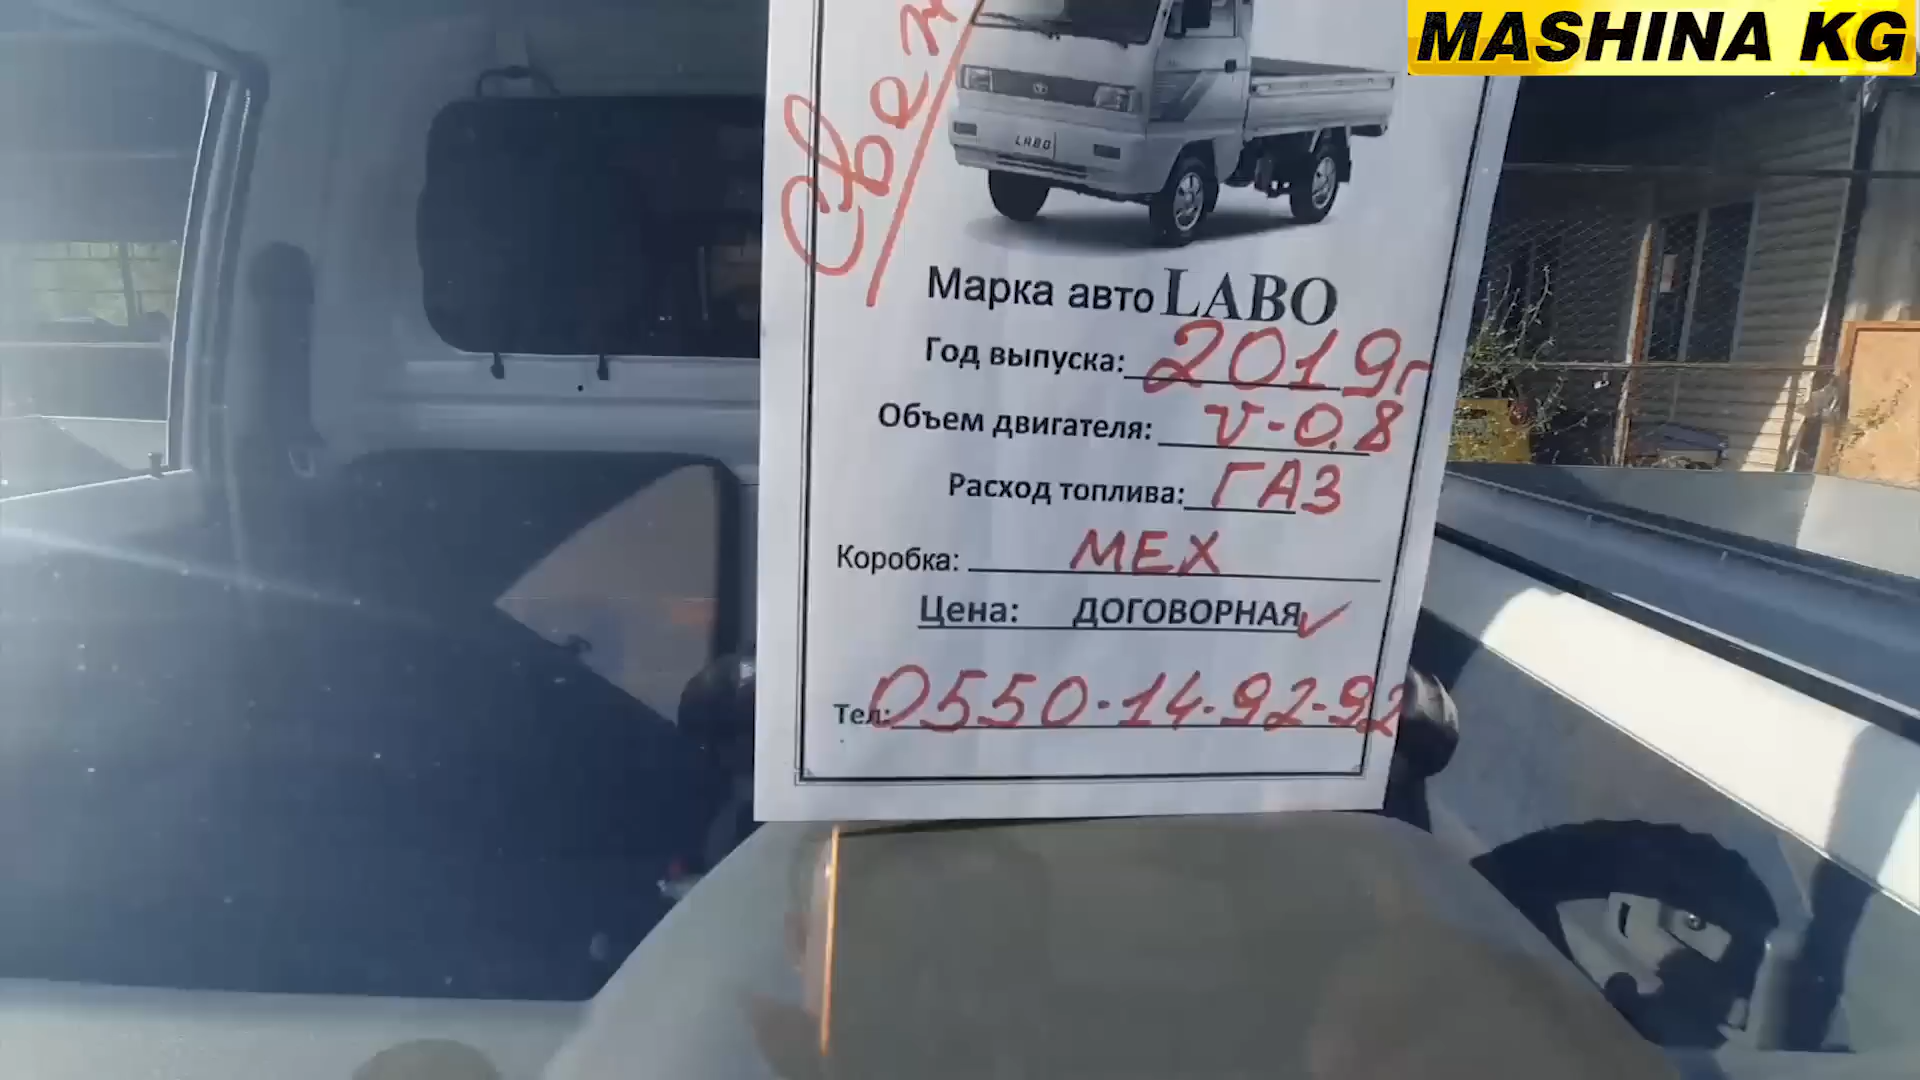 MASHINA KG
LABO
Марка авто LABO
Год выпуска: 2019г
Объем двигателя: V-0.8
Расход топлива: ГАЗ
Коробка: МЕХ
Цена: ДОГОВОРНАЯ
Тел: 0550-14-92-92